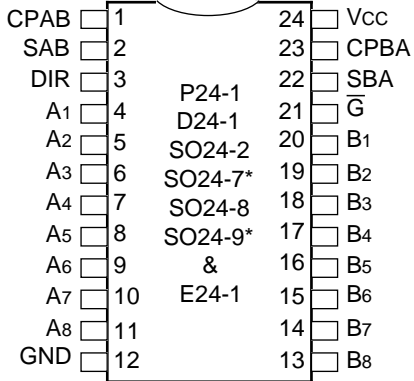 CPAB 1 24 VCC
SAB 2 23 CPBA
DIR 3 22 SBA
A1 4 21 G̅
A2 5 20 B1
A3 6 19 B2
A4 7 18 B3
A5 8 17 B4
A6 9 16 B5
A7 10 15 B6
A8 11 14 B7
GND 12 13 B8
P24-1
D24-1
SO24-2
SO24-7*
SO24-8
SO24-9*
&
E24-1